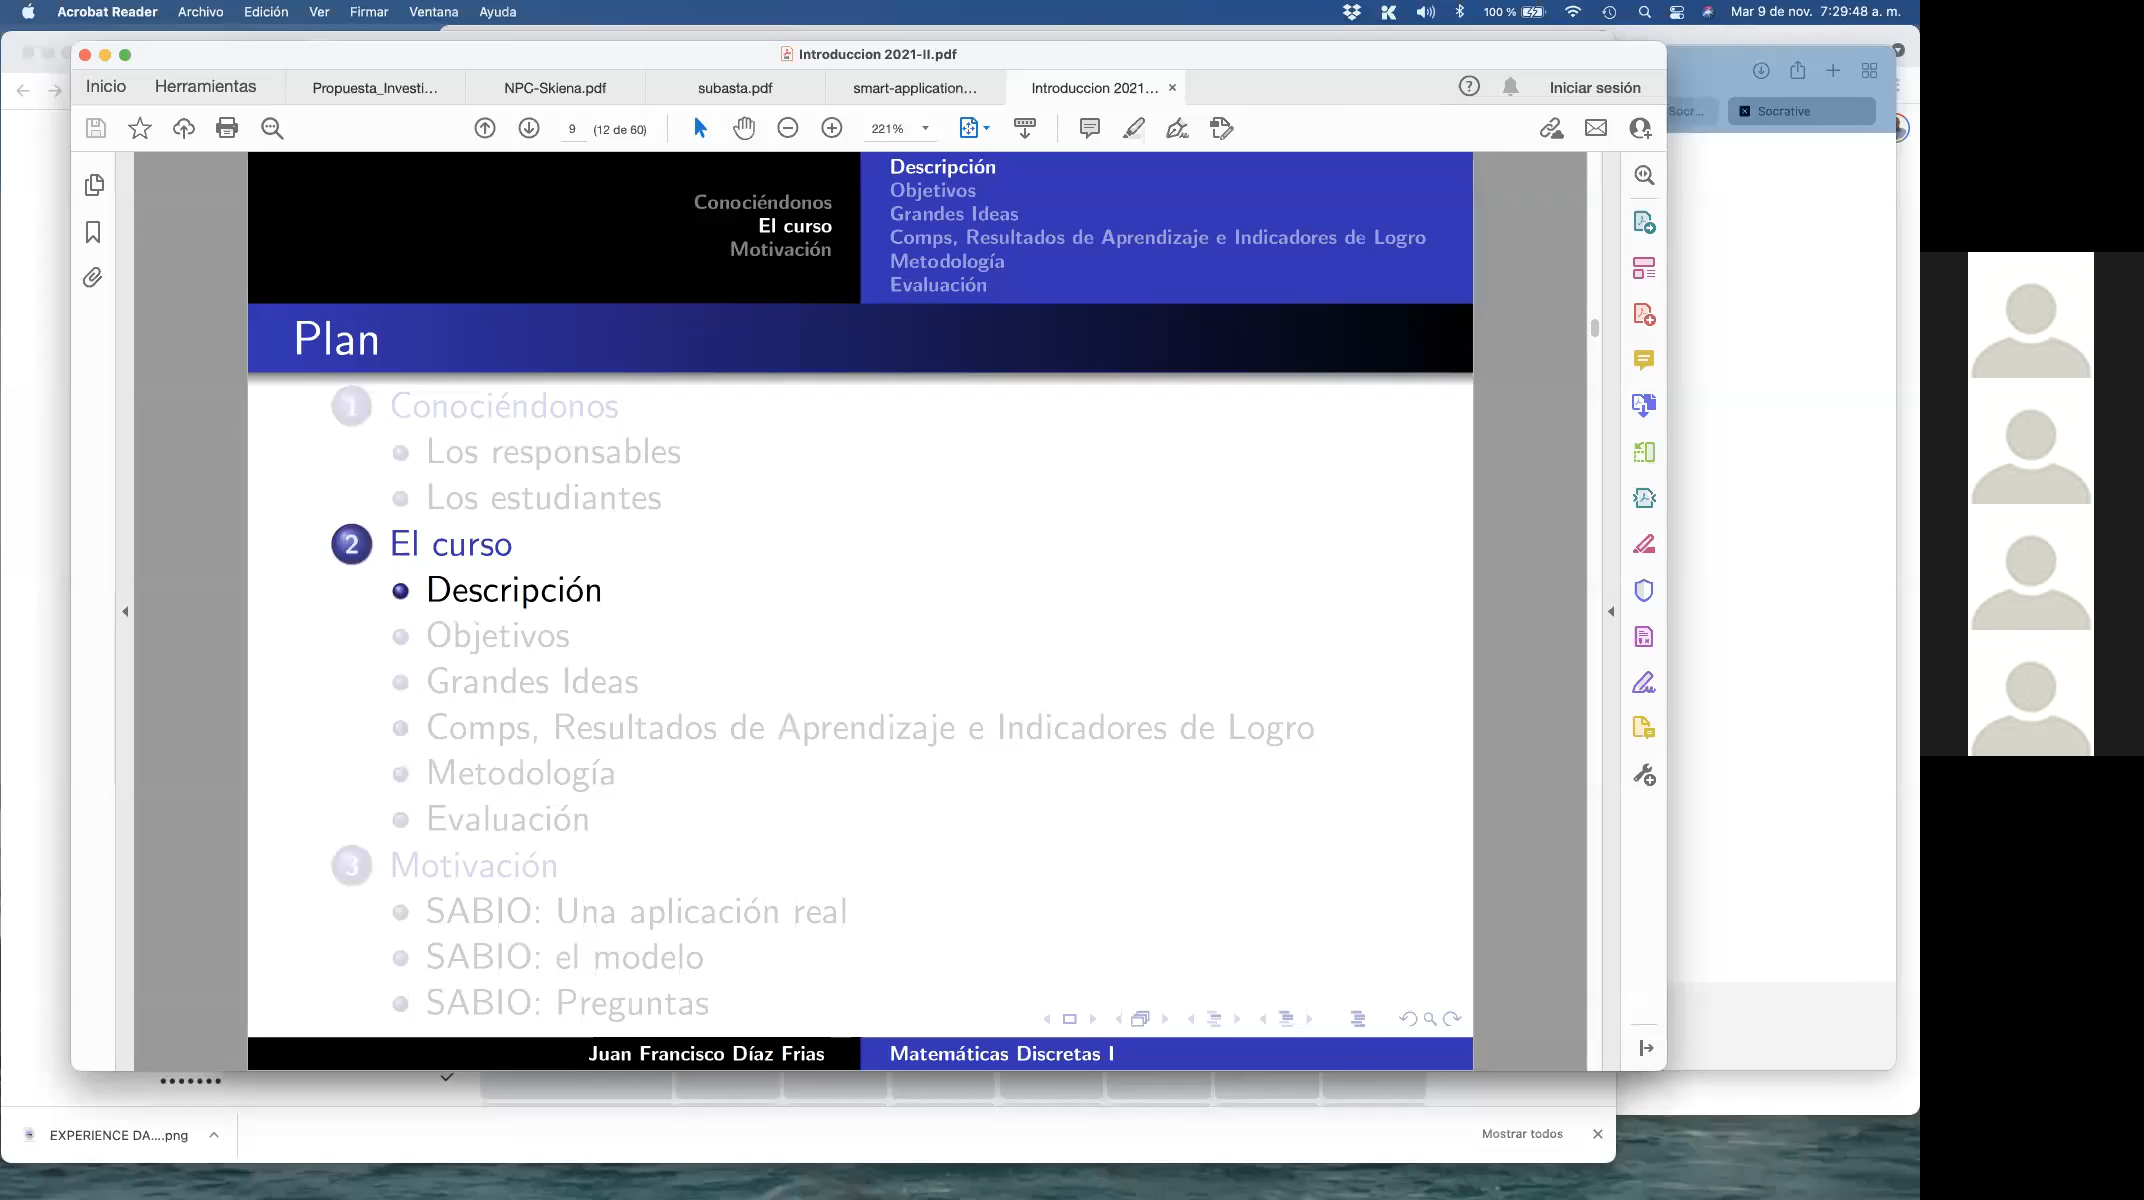 Acrobat Reader Archivo Edición Ver Firmar Ventana Ayuda 100 % Mar 9 de nov. 7:29:48 a. m.
Introduccion 2021-II.pdf
Inicio Herramientas Propuesta_Investi... NPC-Skiena.pdf subasta.pdf smart-application... Introduccion 2021... × Iniciar sesión
9 (12 de 60) 221%
Socr... Socrative
Conociéndonos
El curso
Motivación
Descripción
Objetivos
Grandes Ideas
Comps, Resultados de Aprendizaje e Indicadores de Logro
Metodología
Evaluación
Plan
1 Conociéndonos
Los responsables
Los estudiantes
2 El curso
Descripción
Objetivos
Grandes Ideas
Comps, Resultados de Aprendizaje e Indicadores de Logro
Metodología
Evaluación
3 Motivación
SABIO: Una aplicación real
SABIO: el modelo
SABIO: Preguntas
Juan Francisco Díaz Frias Matemáticas Discretas I
EXPERIENCE DA....png Mostrar todos